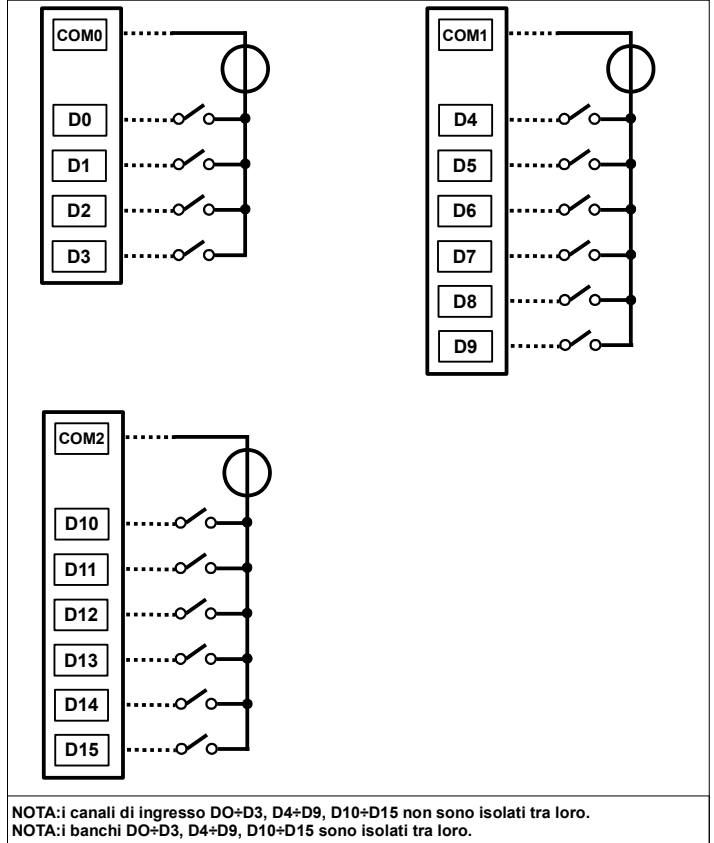 COM0
D0
D1
D2
D3
COM1
D4
D5
D6
D7
D8
D9
COM2
D10
D11
D12
D13
D14
D15
NOTA:i canali di ingresso DO÷D3, D4÷D9, D10÷D15 non sono isolati tra loro.
NOTA:i banchi DO÷D3, D4÷D9, D10÷D15 sono isolati tra loro.